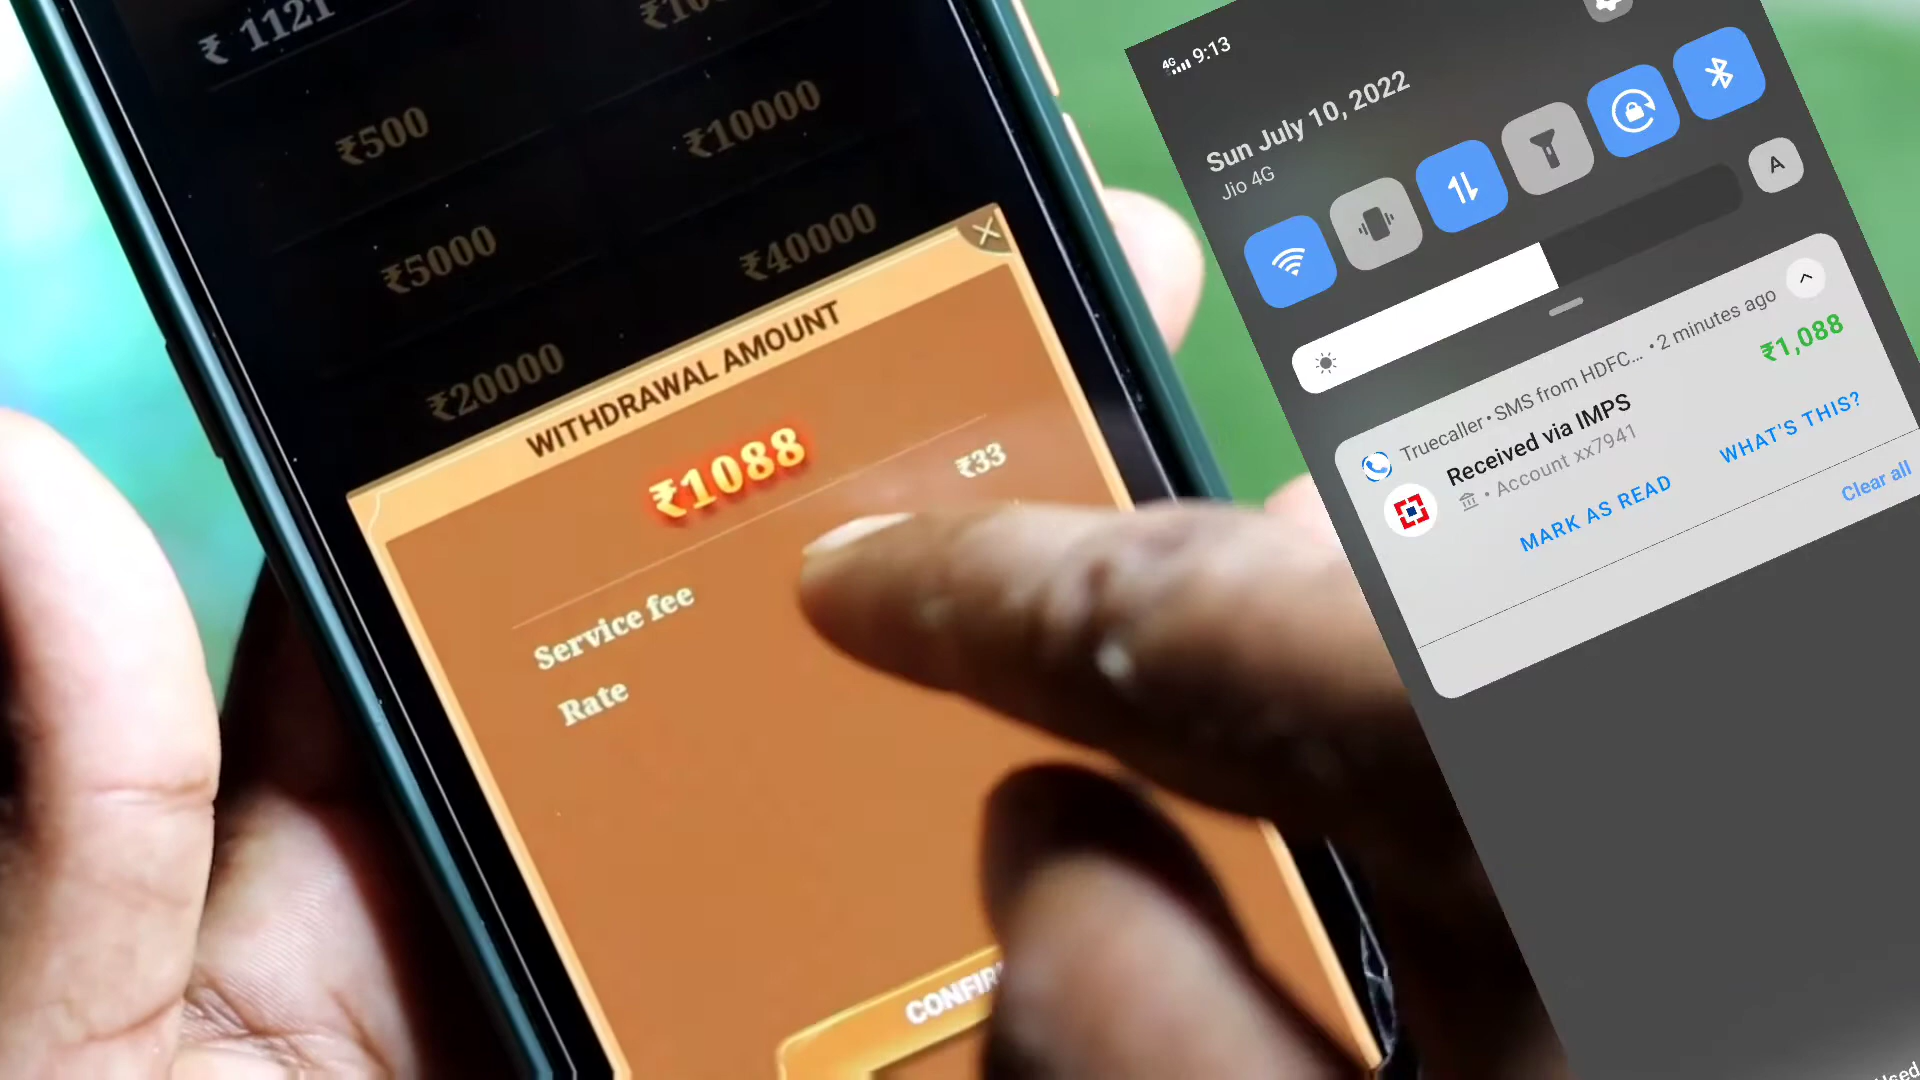 ₹ 1121
₹500
₹10000
₹5000
₹40000
₹20000
WITHDRAWAL AMOUNT
₹1088
₹33
Service fee
Rate
4G 9:13
Sun July 10, 2022
Jio 4G
A
Truecaller • SMS from HDFC... • 2 minutes ago
Received via IMPS
₹1,088
• Account xx7941
MARK AS READ
WHAT'S THIS?
Clear all